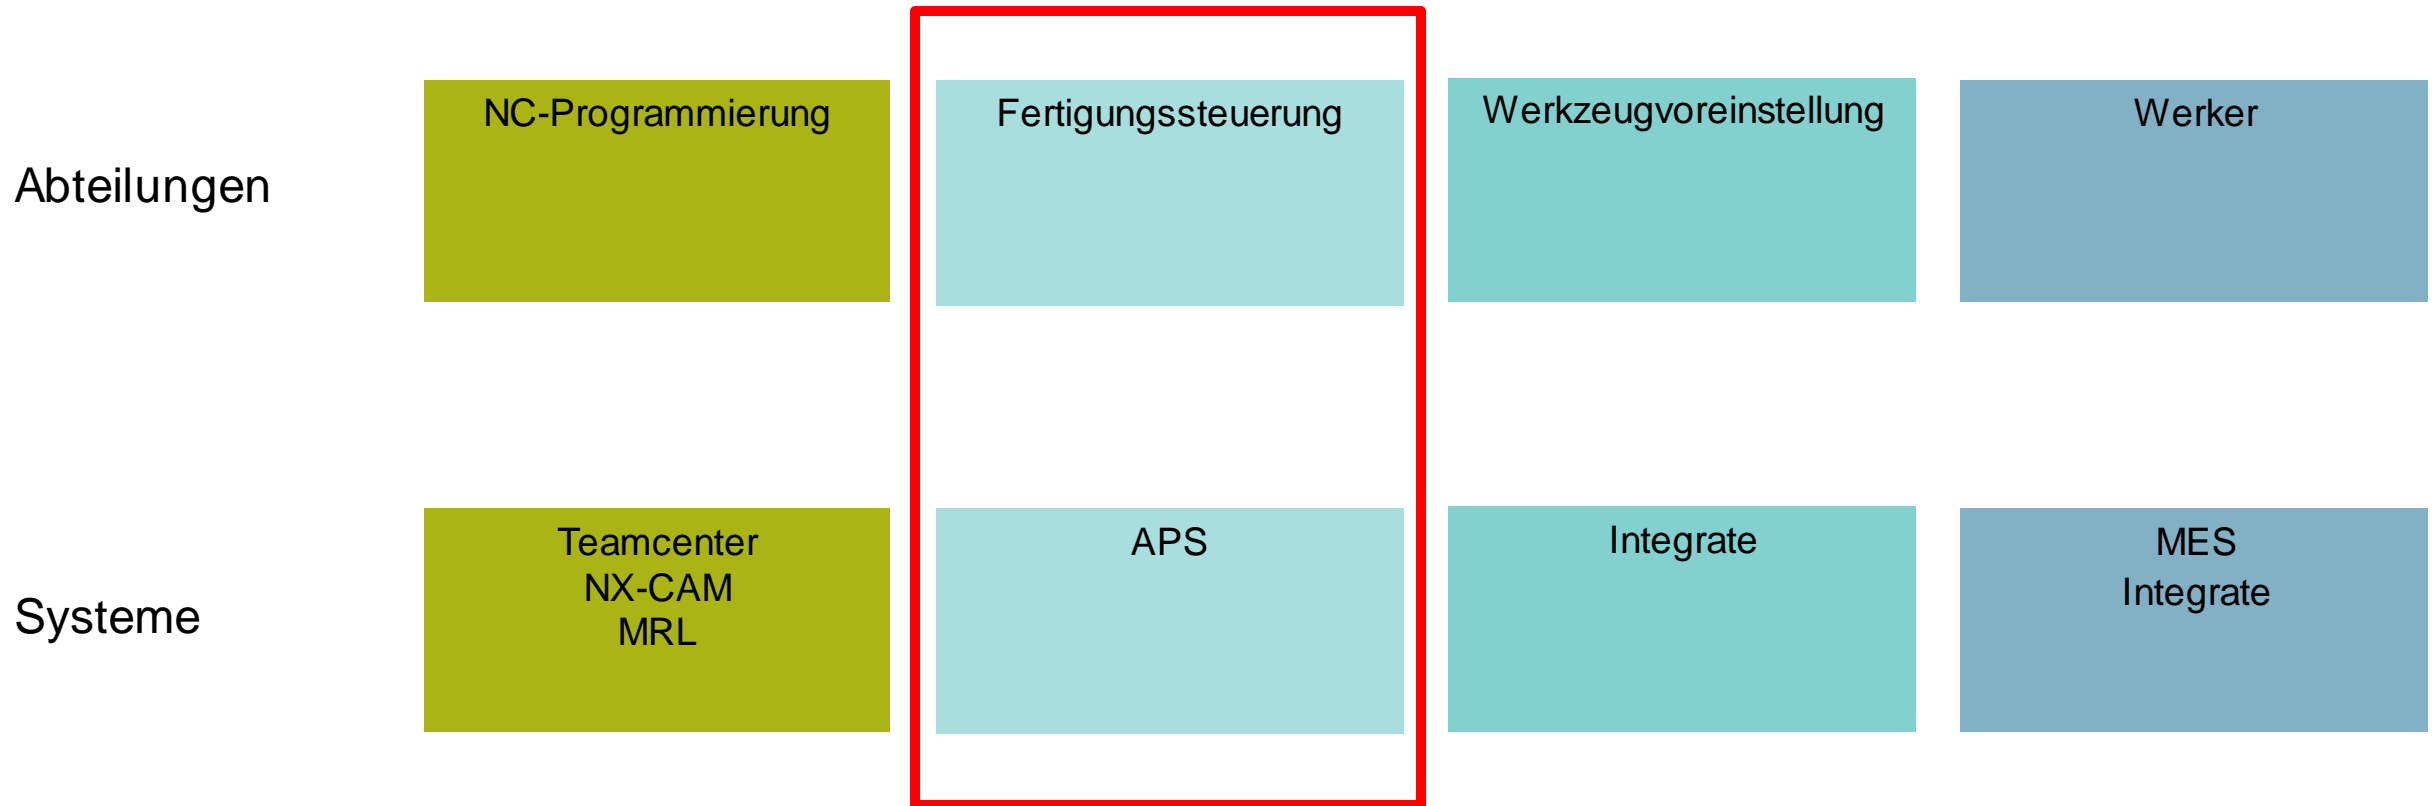 Abteilungen
NC-Programmierung
Fertigungssteuerung
Werkzeugvoreinstellung
Werker
Systeme
Teamcenter
NX-CAM
MRL
APS
Integrate
MES
Integrate